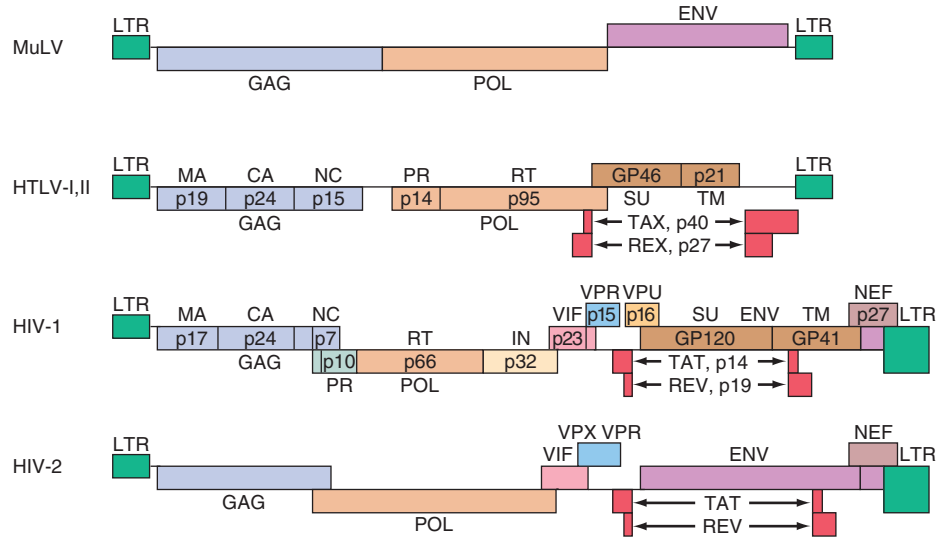 ENV
LTR LTR
MuLV
GAG POL
LTR MA CA NC PR RT LTR
GP46 p21
HTLV-I,II
p19 p24 p15 p14 p95 SU TM
GAG POL TAX, p40
REX, p27
VPR VPU NEF
LTR MA CA NC VIF p15 p16 SU ENV TM p27 LTR
HIV-1
p17 p24 p7 RT IN p23 GP120 GP41
GAG p10 p66 p32 TAT, p14
PR POL REV, p19
VPX VPR NEF
LTR VIF ENV LTR
HIV-2
GAG TAT
POL REV